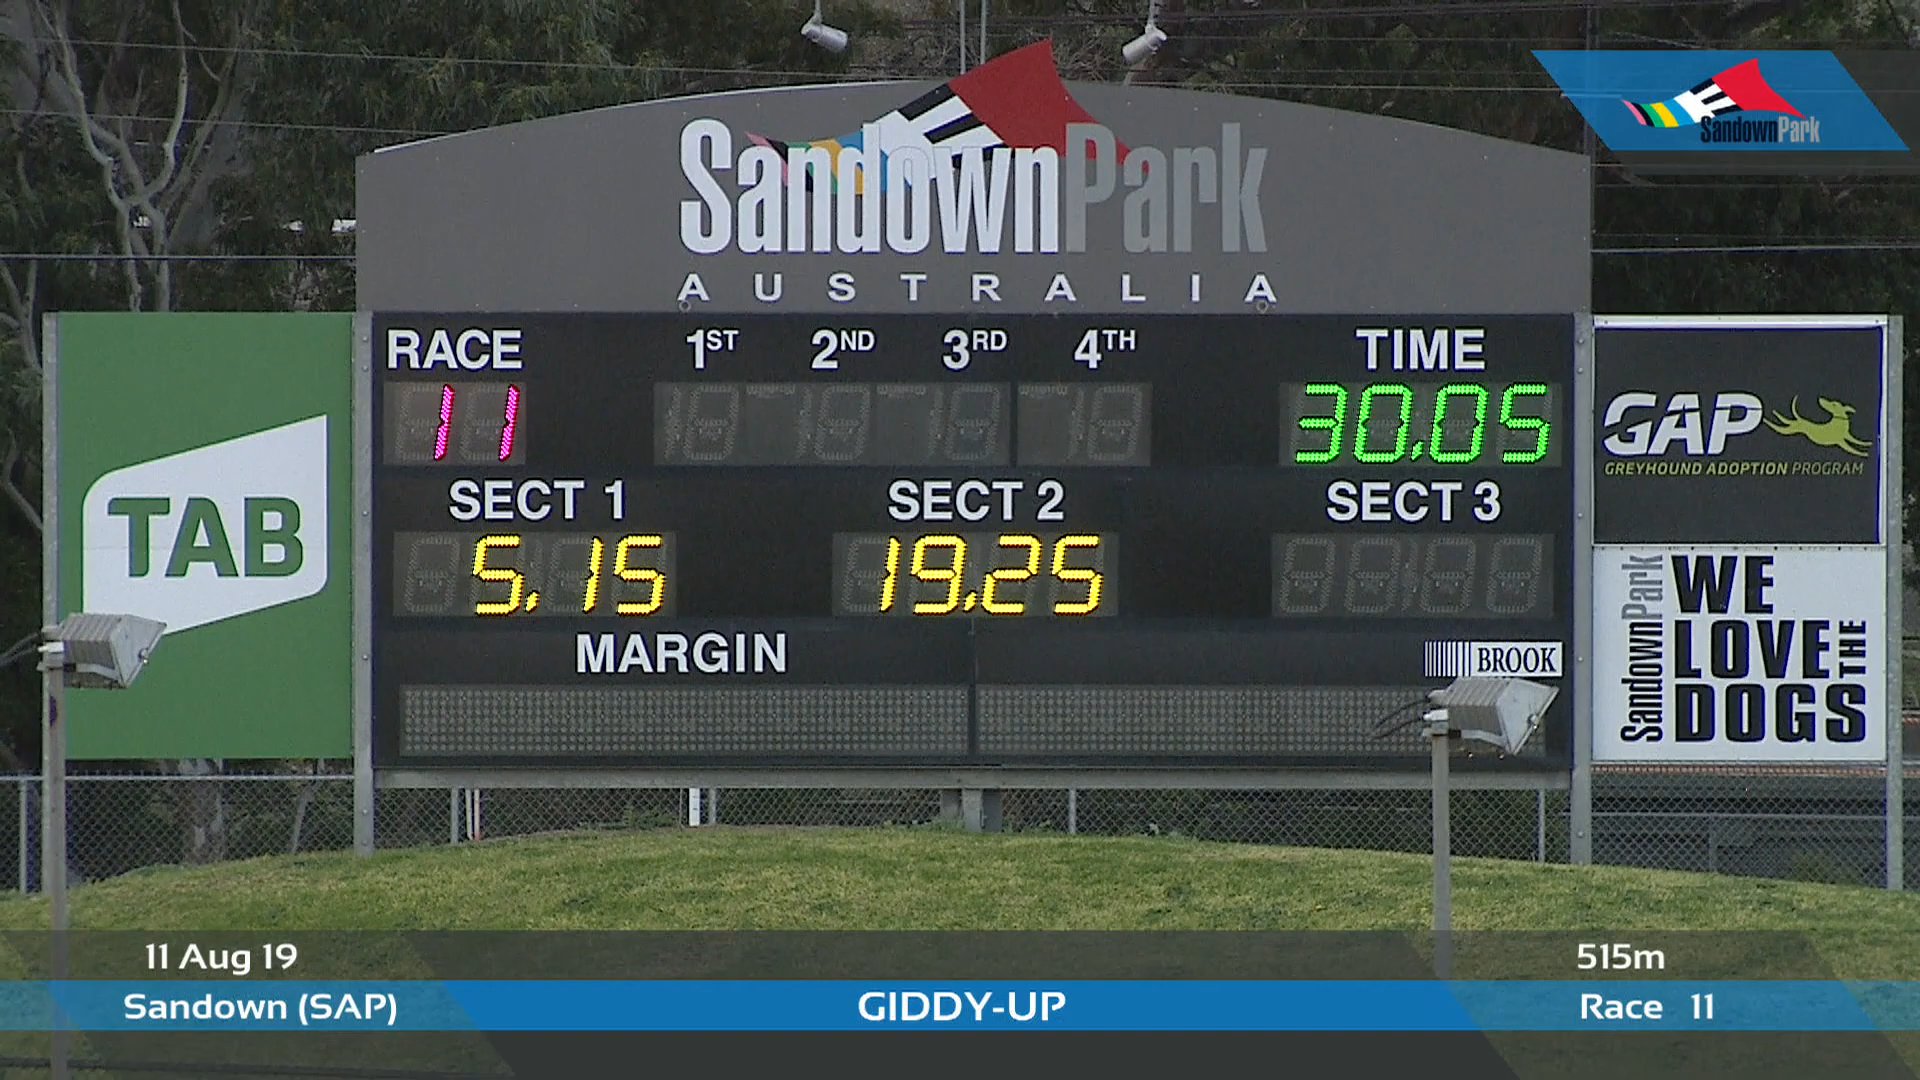 SandownPark
SandownPark
AUSTRALIA
RACE 1ST 2ND 3RD 4TH TIME
11 30.05
SECT 1 SECT 2 SECT 3
5.15 19.25
MARGIN
BROOK
TAB
GAP
GREYHOUND ADOPTION PROGRAM
SandownPark
WE
LOVE THE
DOGS
11 Aug 19 515m
Sandown (SAP) GIDDY-UP Race 11